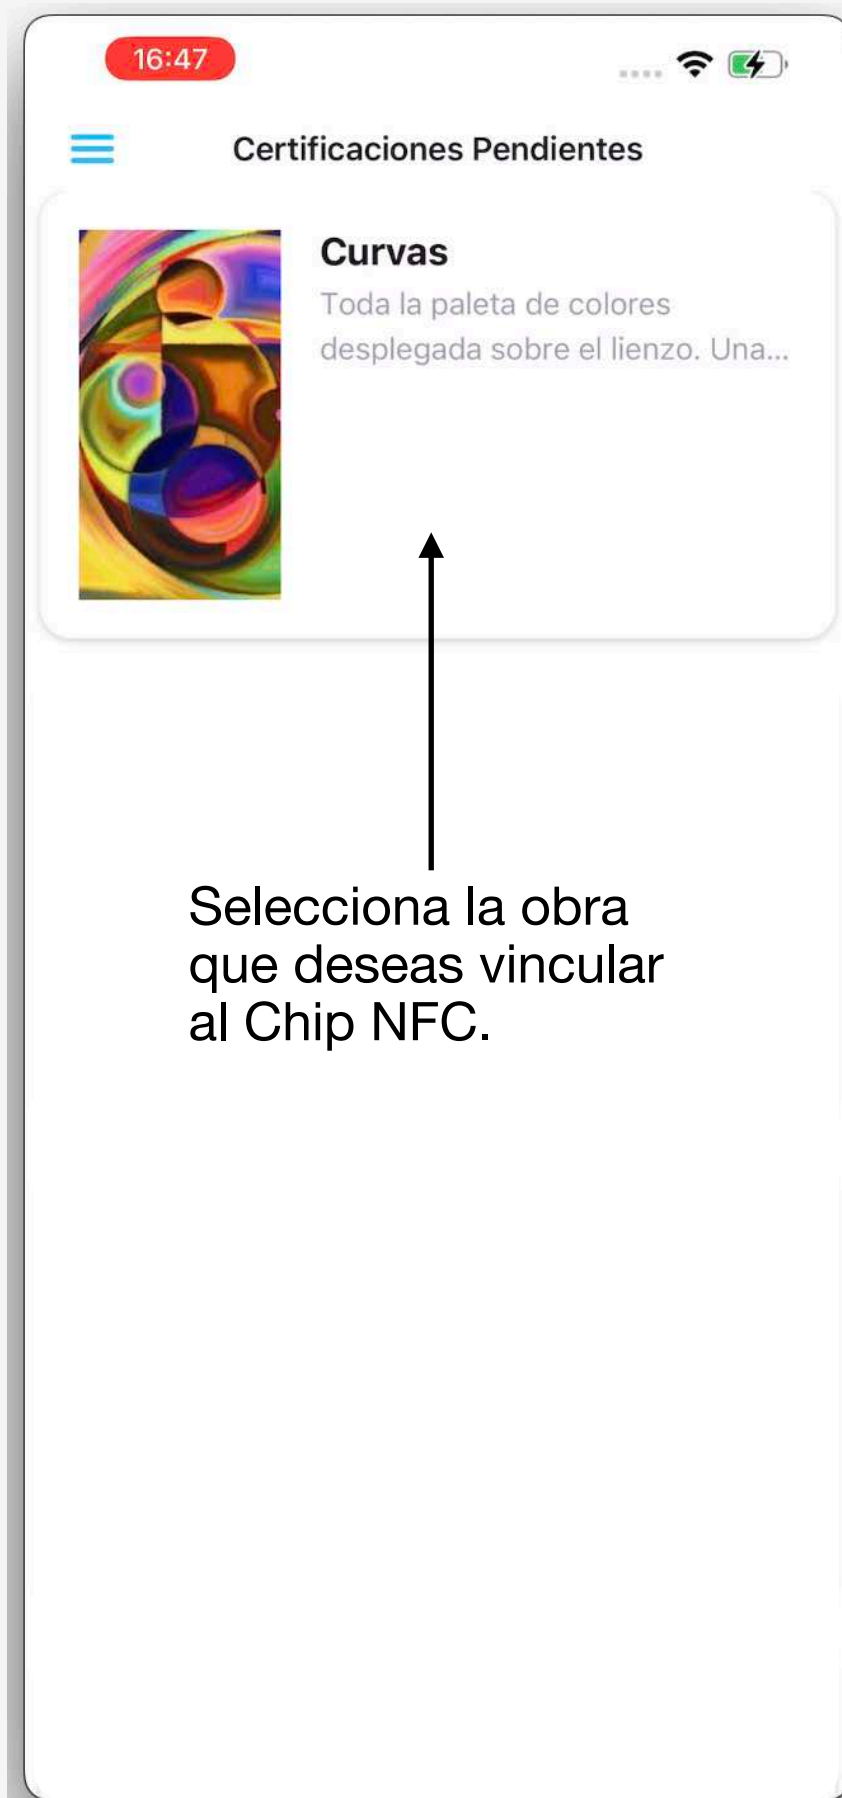 16:47
Certificaciones Pendientes
Curvas
Toda la paleta de colores
desplegada sobre el lienzo. Una...
Selecciona la obra
que deseas vincular
al Chip NFC.